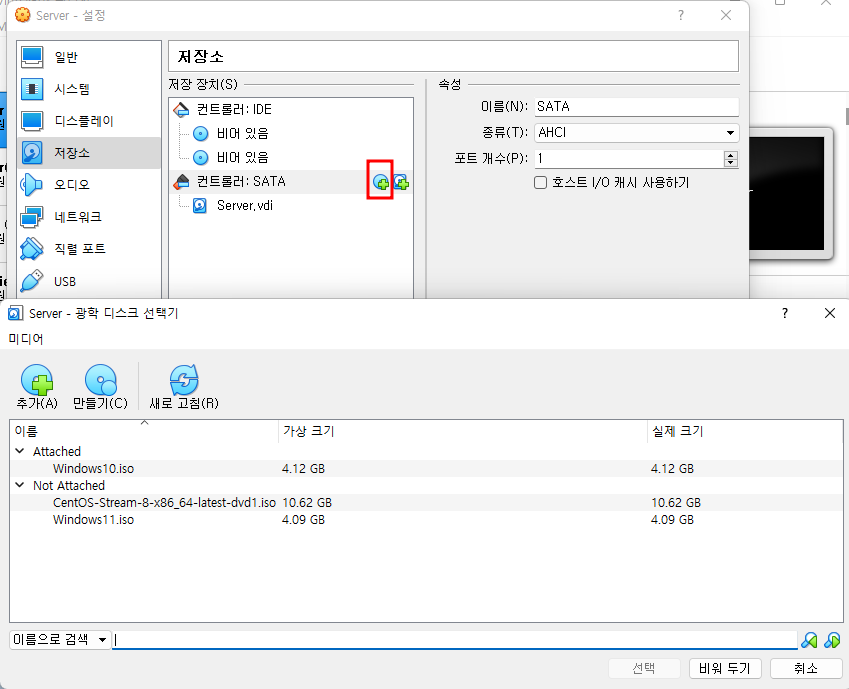 Server - 설정
?
일반
시스템
디스플레이
저장소
오디오
네트워크
직렬 포트
USB
저장소
저장 장치(S)
컨트롤러: IDE
비어 있음
비어 있음
컨트롤러: SATA
Server.vdi
속성
이름(N): SATA
종류(T): AHCI
포트 개수(P): 1
호스트 I/O 캐시 사용하기
Server - 광학 디스크 선택기
?
미디어
추가(A) 만들기(C) 새로 고침(R)
이름 가상 크기 실제 크기
Attached
Windows10.iso 4.12 GB 4.12 GB
Not Attached
CentOS-Stream-8-x86_64-latest-dvd1.iso 10.62 GB 10.62 GB
Windows11.iso 4.09 GB 4.09 GB
이름으로 검색
선택 비워 두기 취소